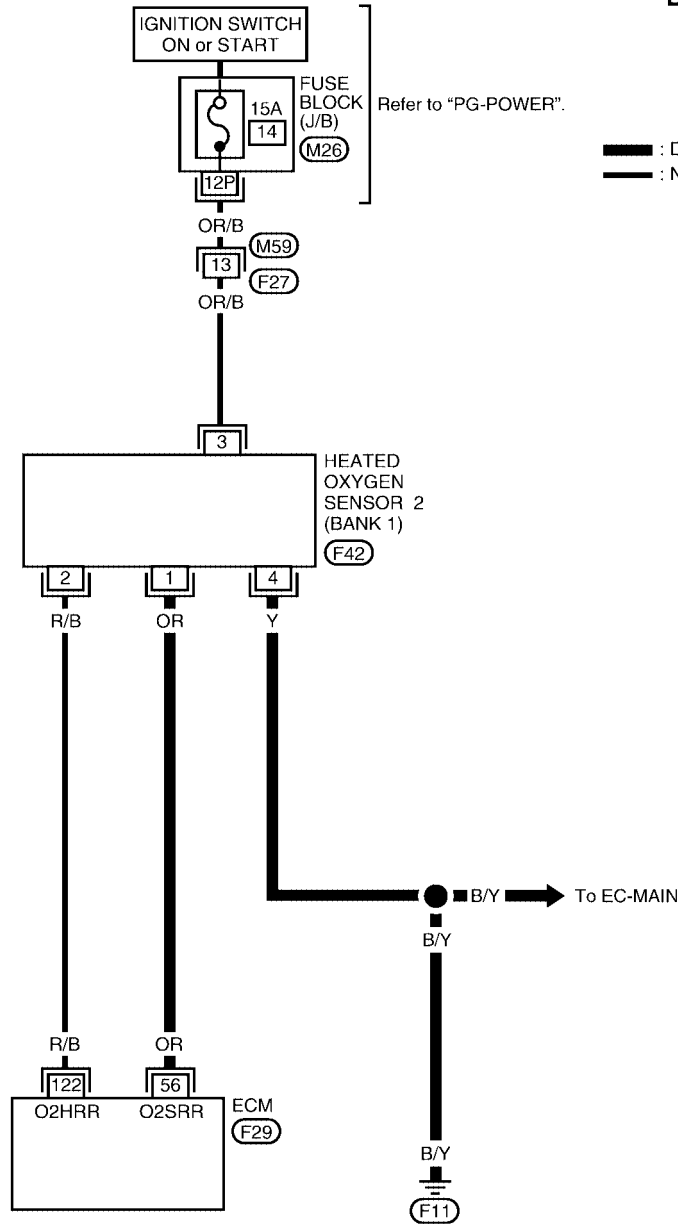 IGNITION SWITCH
ON or START
FUSE
BLOCK
(J/B)
15A
14
M26
Refer to “PG-POWER”.
12P
OR/B
M59
13
F27
OR/B
3
HEATED
OXYGEN
SENSOR 2
(BANK 1)
F42
2 1 4
R/B OR Y
B/Y To EC-MAIN
B/Y
R/B OR
122 56
O2HRR O2SRR
ECM
F29
B/Y
F11